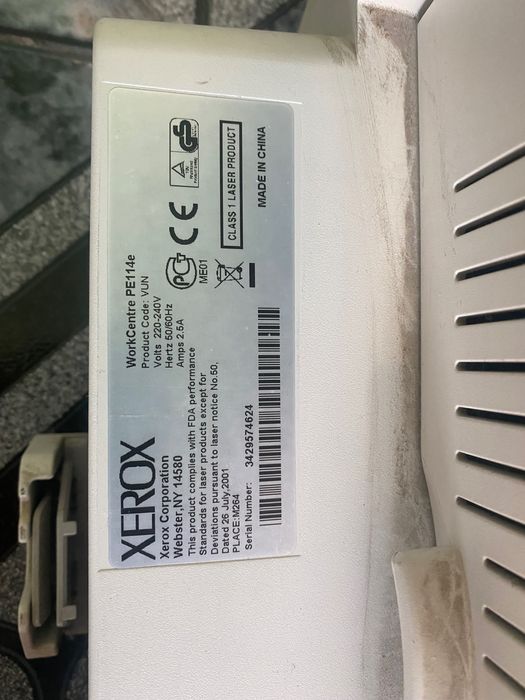 XEROX
Xerox Corporation
Webster,NY 14580
WorkCentre PE114e
Product Code: VUN
Volts 220-240V
Hertz 50/60Hz
Amps 2.5A
This product complies with FDA performance
Standards for laser products except for
Deviations pursuant to laser notice No.50,
Dated 26 July,2001
PLACE:M264
Serial Number: 3429574624
PCT
ME01
CE
GS
CLASS 1 LASER PRODUCT
MADE IN CHINA